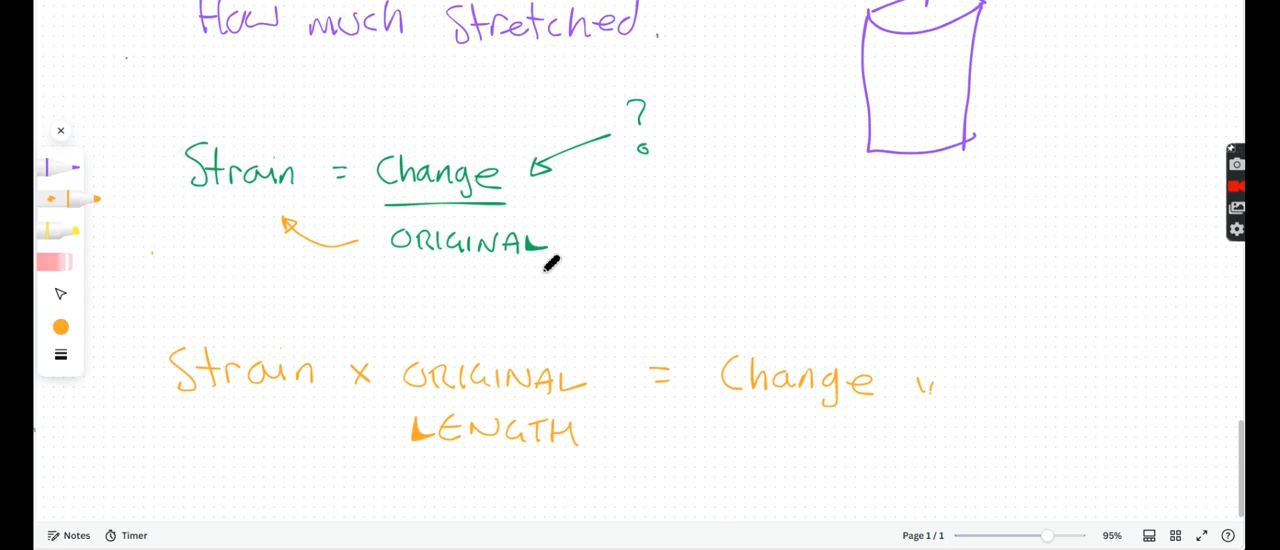 How much stretched.
?
Strain = Change
ORIGINAL
Strain x ORIGINAL = Change "
LENGTH
Notes Timer Page 1 / 1 95%